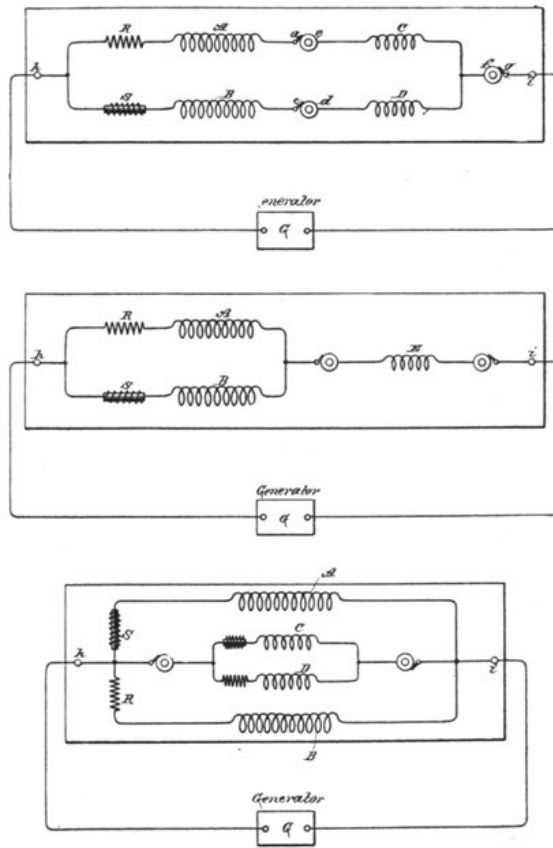 R A a e C
h f g i
S B c d D
enerator
G
R A
h E i
S B
Generator
G
A
S C
h D i
R
B
Generator
G